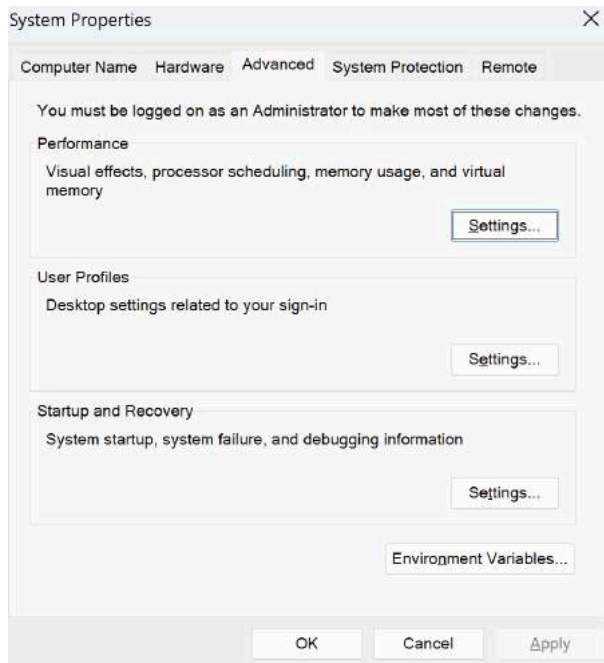 System Properties
Computer Name Hardware Advanced System Protection Remote
You must be logged on as an Administrator to make most of these changes.
Performance
Visual effects, processor scheduling, memory usage, and virtual
memory
Settings...
User Profiles
Desktop settings related to your sign-in
Settings...
Startup and Recovery
System startup, system failure, and debugging information
Settings...
Environment Variables...
OK Cancel Apply